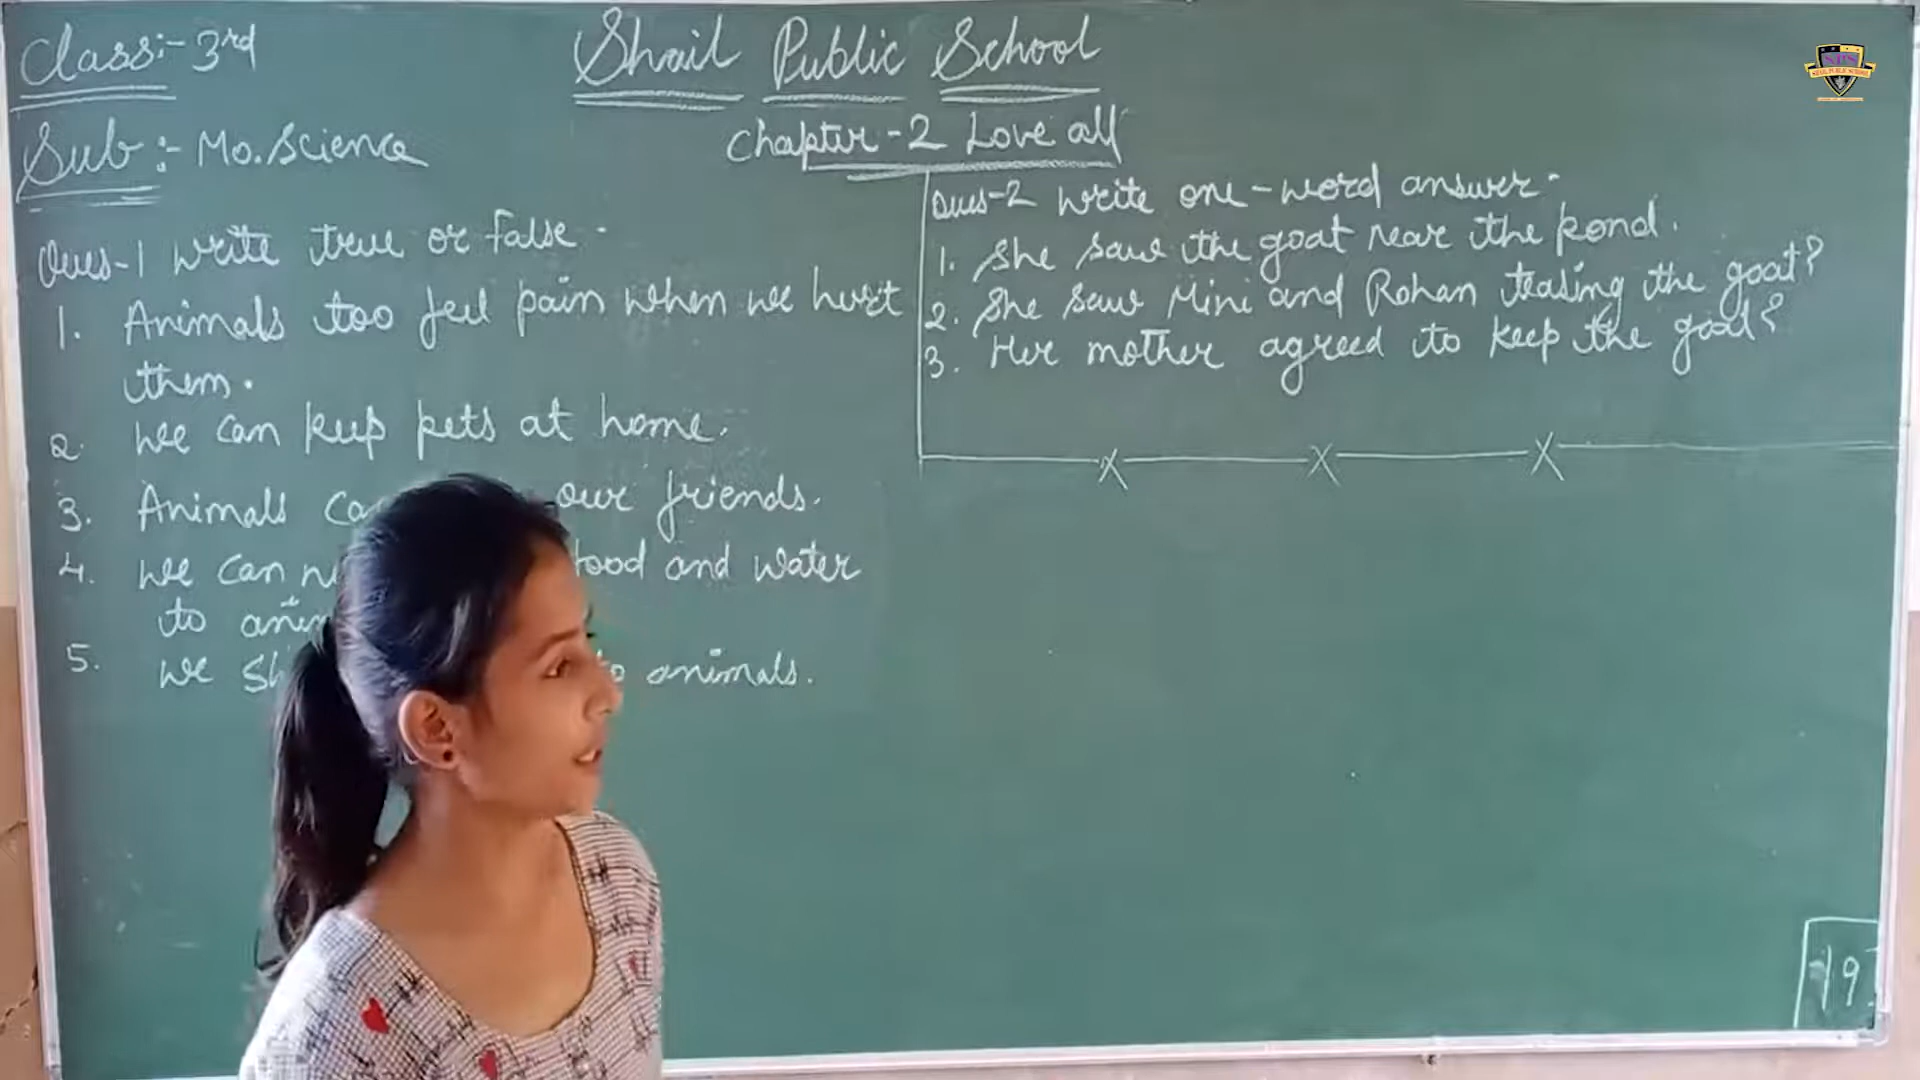 Class:- 3rd
Shail Public School
Sub:- Mo. Science
Chapter-2 Love all
Ques-1 Write true or false.
1. Animals too feel pain when we hurt
them.
2. We can keep pets at home.
3. Animals our friends.
4. We can food and water
to
5. We to animals.
Ques-2 Write one-word answer.
1. She saw the goat near the pond.
2. She saw Mini and Rohan teasing the goat?
3. Her mother agreed to keep the goat?
19